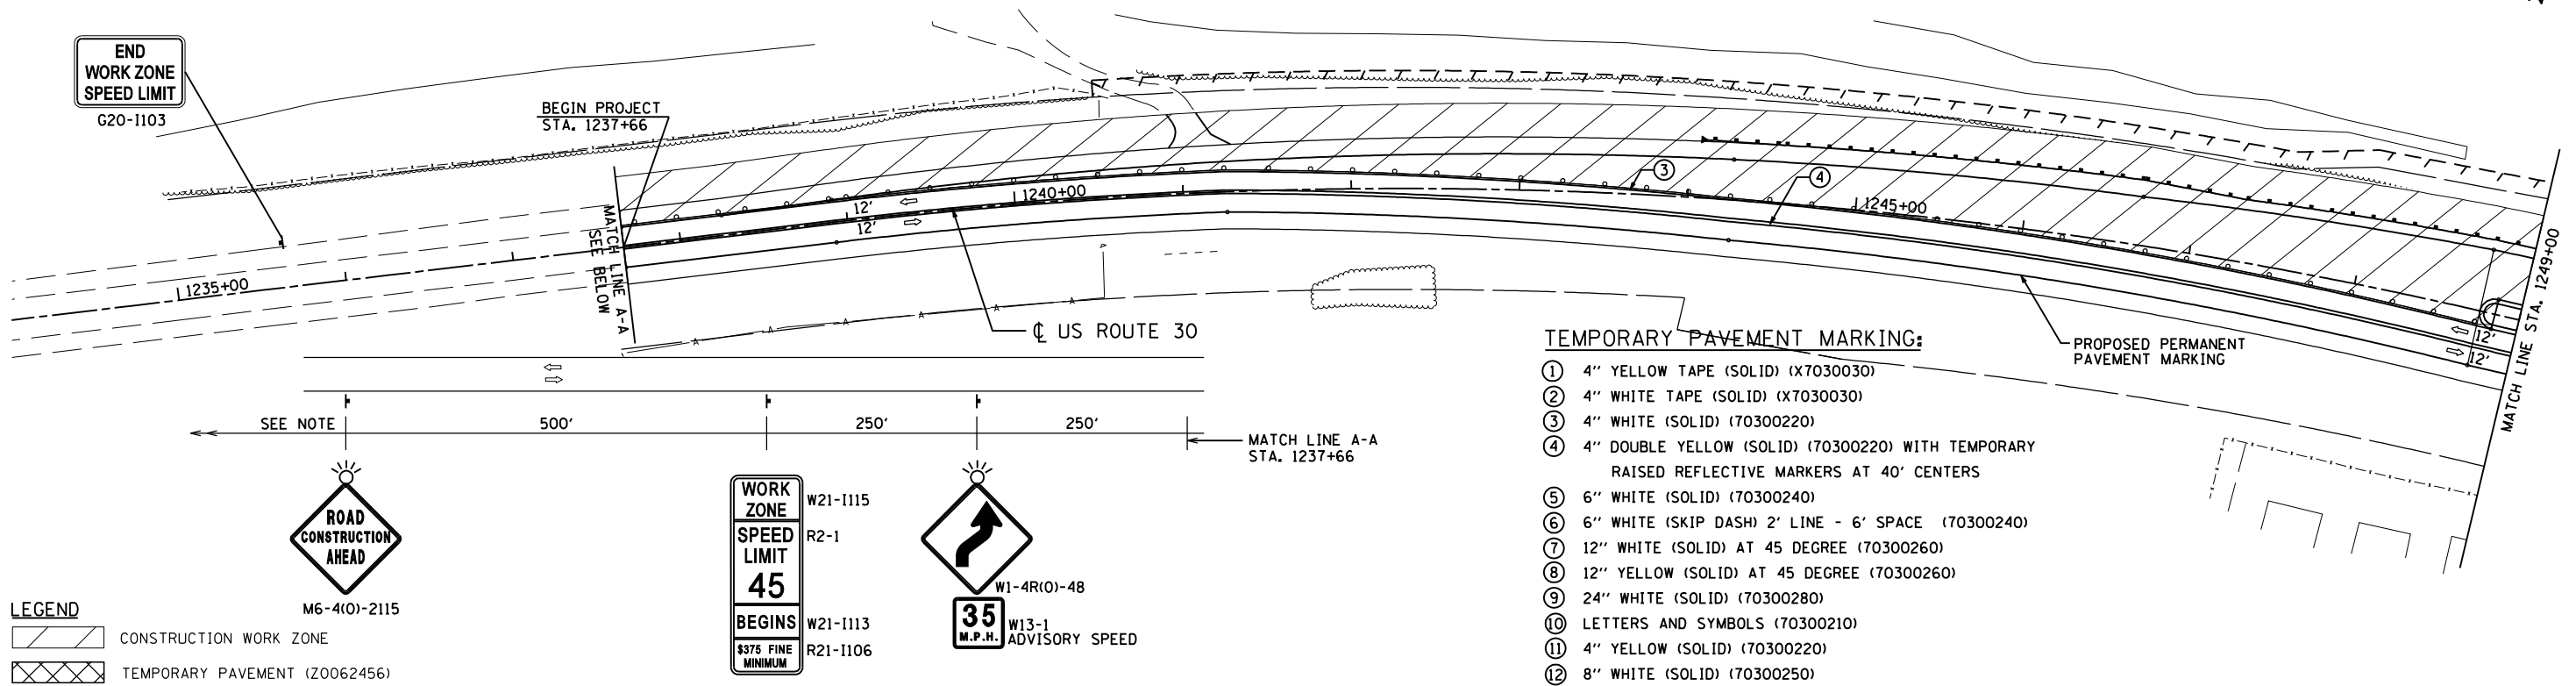 END
WORK ZONE
SPEED LIMIT
G20-I103
BEGIN PROJECT
STA. 1237+66
MATCH LINE A-A
SEE BELOW
1235+00
1240+00
1245+00
12'
12'
℄ US ROUTE 30
12'
12'
PROPOSED PERMANENT
PAVEMENT MARKING
MATCH LINE STA. 1249+00
3
4
SEE NOTE
500'
250'
250'
MATCH LINE A-A
STA. 1237+66
ROAD
CONSTRUCTION
AHEAD
M6-4(O)-2115
WORK
ZONE
W21-I115
SPEED
LIMIT
45
R2-1
BEGINS
W21-I113
$375 FINE
MINIMUM
R21-I106
W1-4R(O)-48
35
M.P.H.
W13-1
ADVISORY SPEED
LEGEND
CONSTRUCTION WORK ZONE
TEMPORARY PAVEMENT (Z0062456)
TEMPORARY PAVEMENT MARKING:
1 4'' YELLOW TAPE (SOLID) (X7030030)
2 4'' WHITE TAPE (SOLID) (X7030030)
3 4'' WHITE (SOLID) (70300220)
4 4'' DOUBLE YELLOW (SOLID) (70300220) WITH TEMPORARY
RAISED REFLECTIVE MARKERS AT 40' CENTERS
5 6'' WHITE (SOLID) (70300240)
6 6'' WHITE (SKIP DASH) 2' LINE - 6' SPACE (70300240)
7 12'' WHITE (SOLID) AT 45 DEGREE (70300260)
8 12'' YELLOW (SOLID) AT 45 DEGREE (70300260)
9 24'' WHITE (SOLID) (70300280)
10 LETTERS AND SYMBOLS (70300210)
11 4'' YELLOW (SOLID) (70300220)
12 8'' WHITE (SOLID) (70300250)